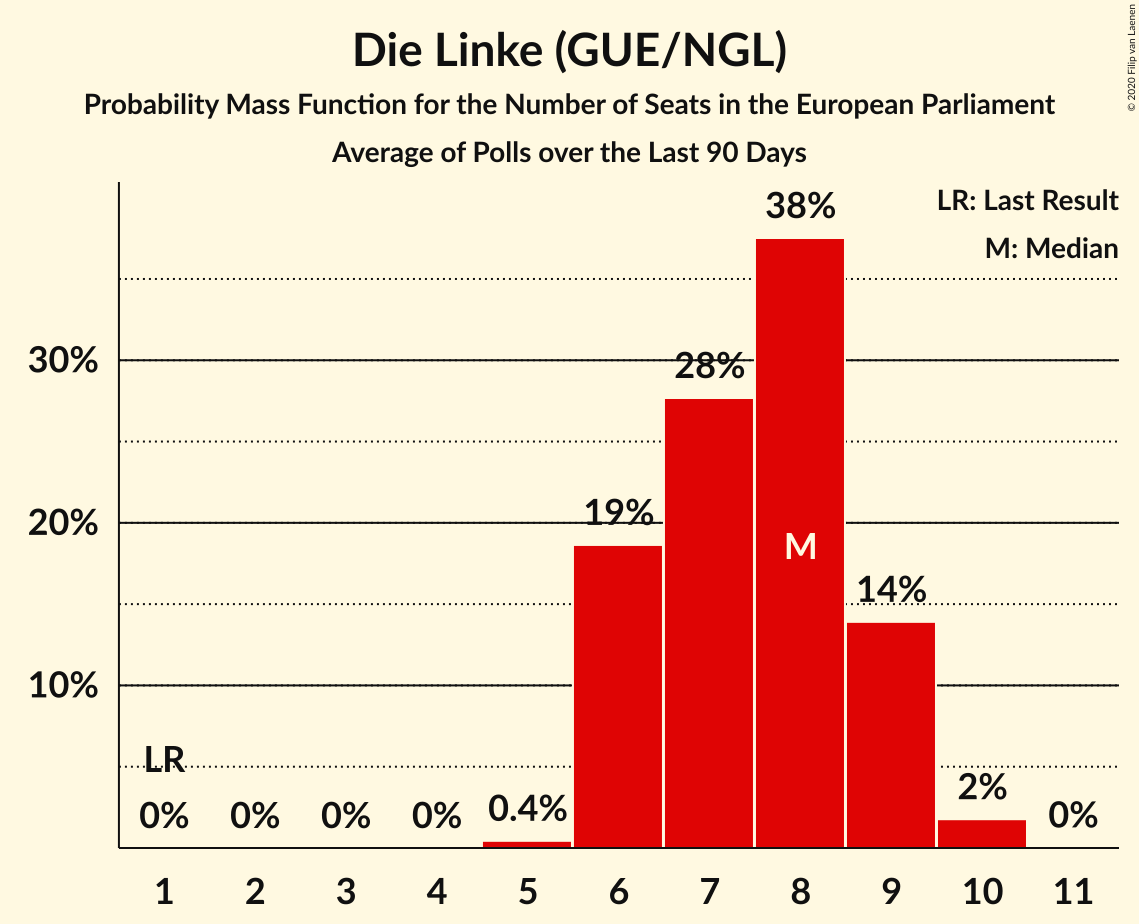 Die Linke (GUE/NGL)
Probability Mass Function for the Number of Seats in the European Parliament
Average of Polls over the Last 90 Days
© 2020 Filip van Laenen
LR: Last Result
M: Median
38%
30%
28%
20%
19%
M
14%
10%
LR
0%
0%
0%
0%
0.4%
2%
0%
1 2 3 4 5 6 7 8 9 10 11